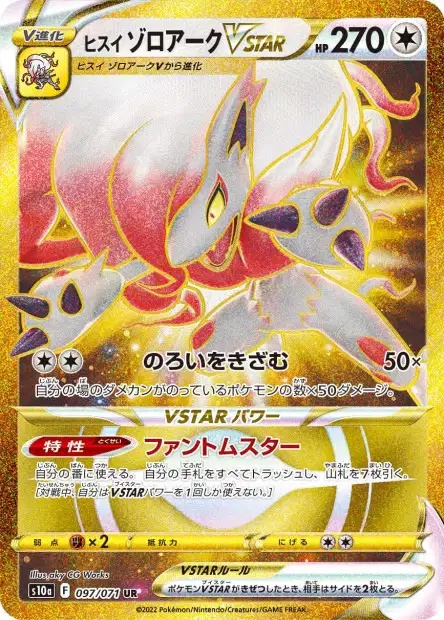 V進化
ヒスイ ゾロアークVSTAR
HP 270
ヒスイ ゾロアークVから進化
のろいをきざむ 50×
自分の場のダメカンがのっているポケモンの数×50ダメージ。
VSTARパワー
特性 ファントムスター
自分の番に使える。自分の手札をすべてトラッシュし、山札を7枚引く。
[対戦中、自分はVSTARパワーを1回しか使えない。]
弱点 ×2 抵抗力 にげる
Illus. aky CG Works
VSTARルール
s10a F 097/071 UR
ポケモンVSTARがきぜつしたとき、相手はサイドを2枚とる。
©2022 Pokémon/Nintendo/Creatures/GAME FREAK.